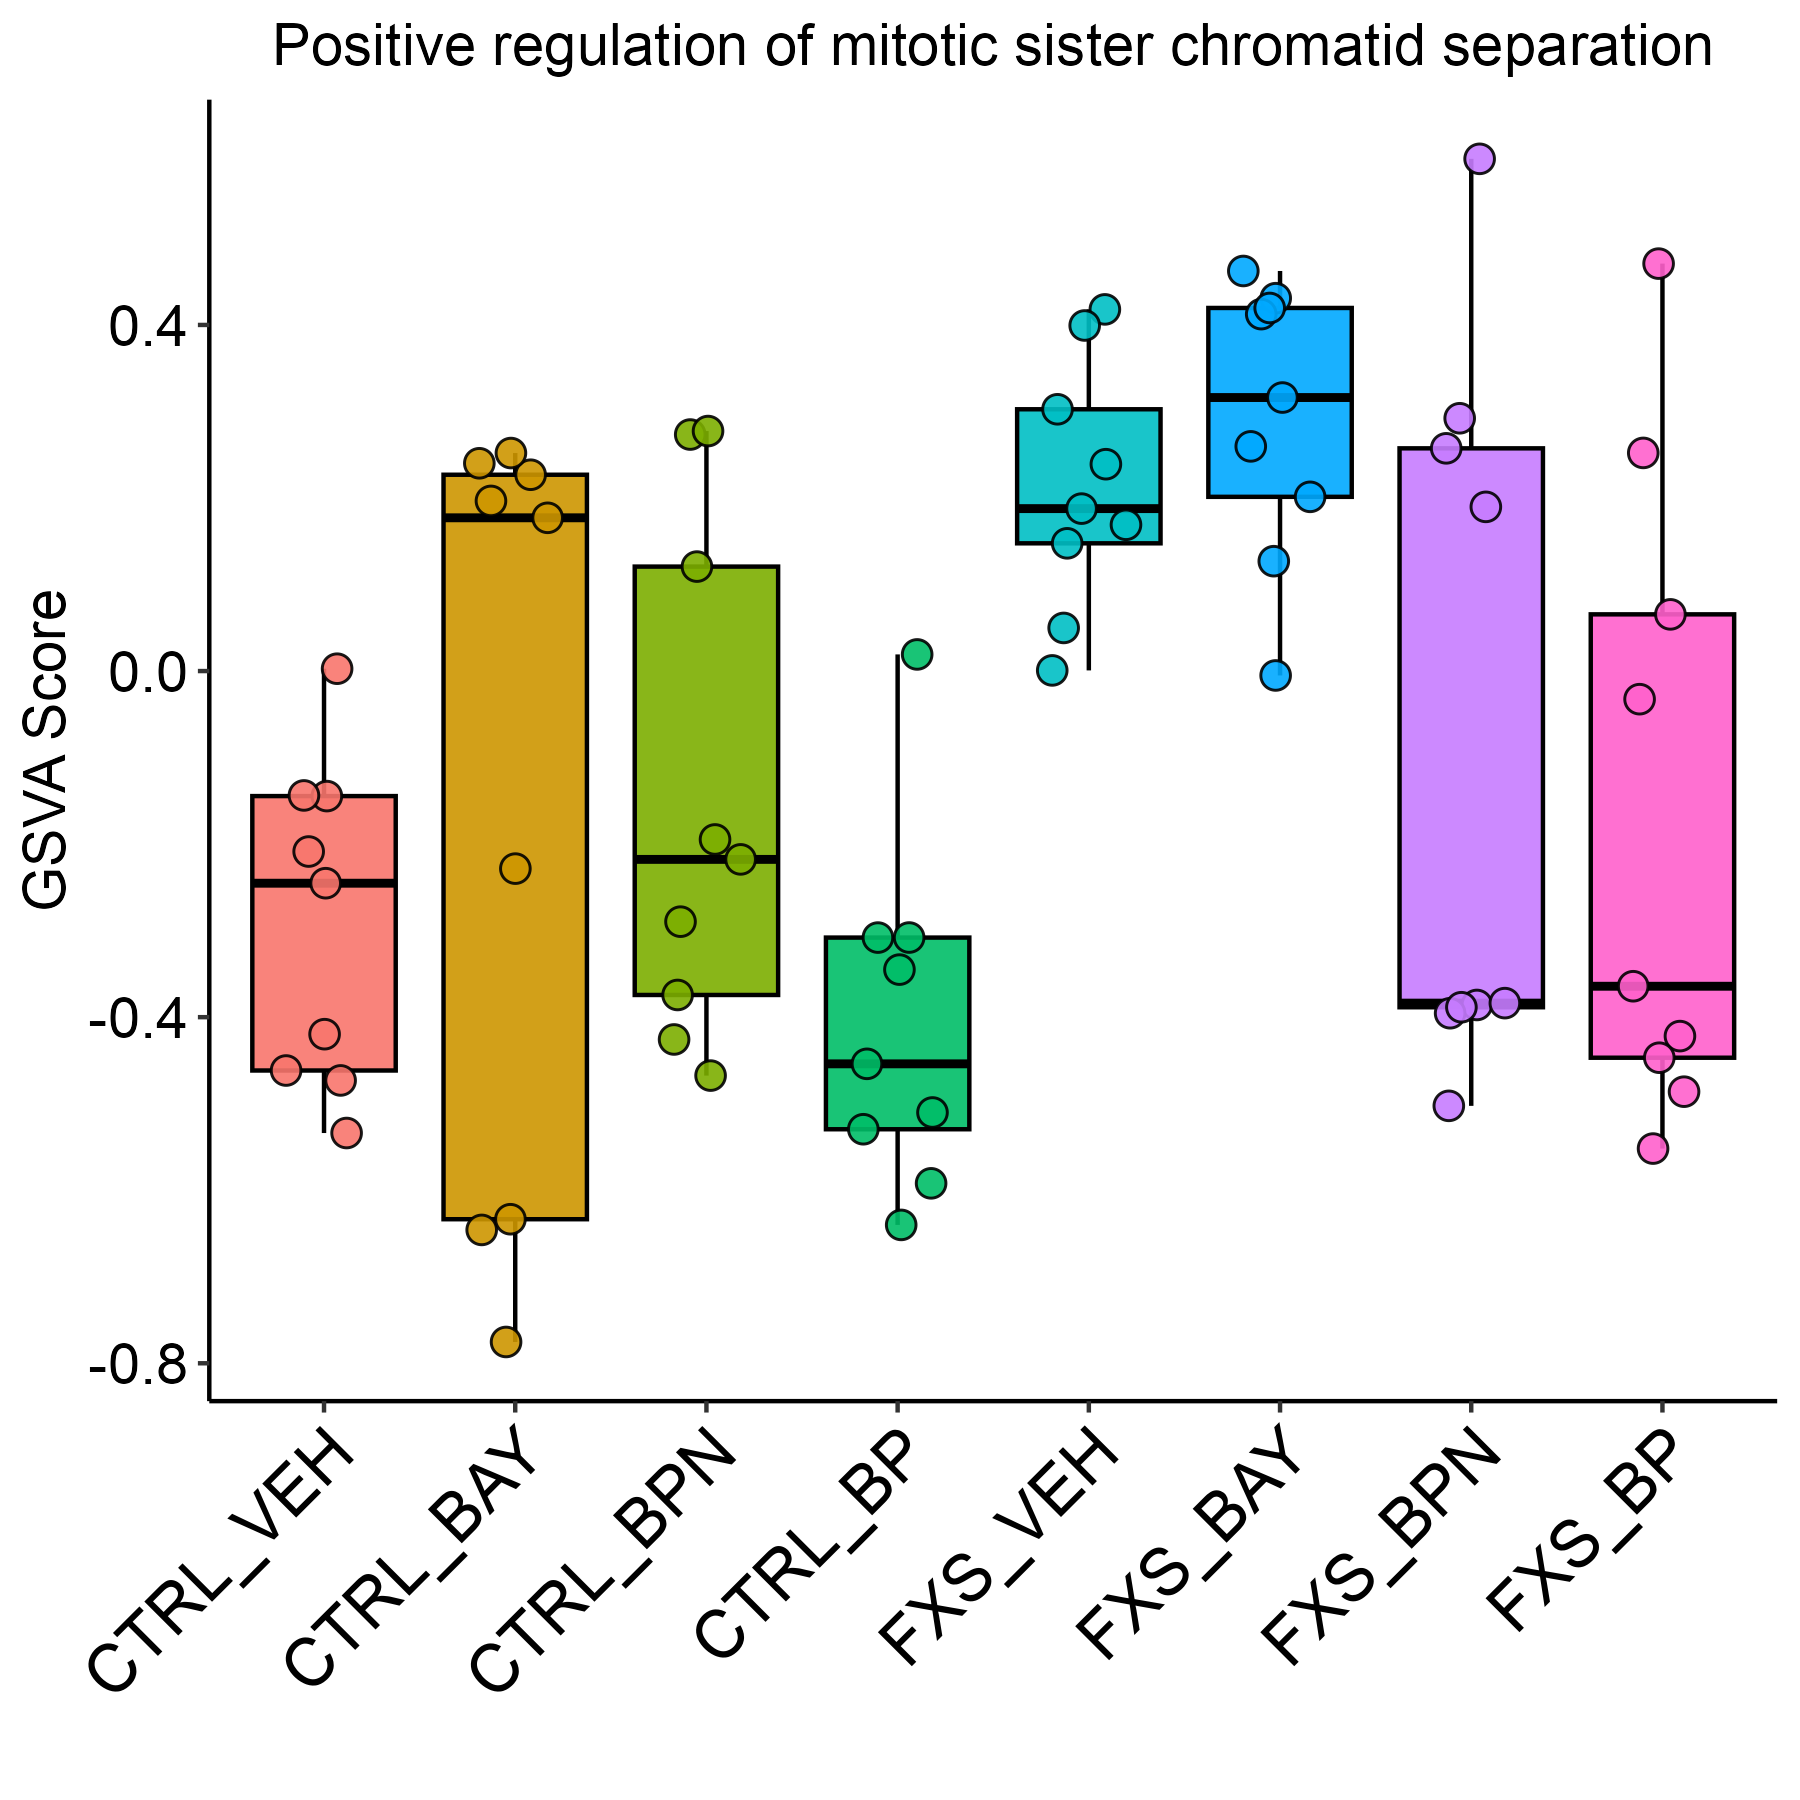 Positive regulation of mitotic sister chromatid separation
GSVA Score
0.4
0.0
-0.4
-0.8
CTRL_VEH
CTRL_BAY
CTRL_BPN
CTRL_BP
FXS_VEH
FXS_BAY
FXS_BPN
FXS_BP